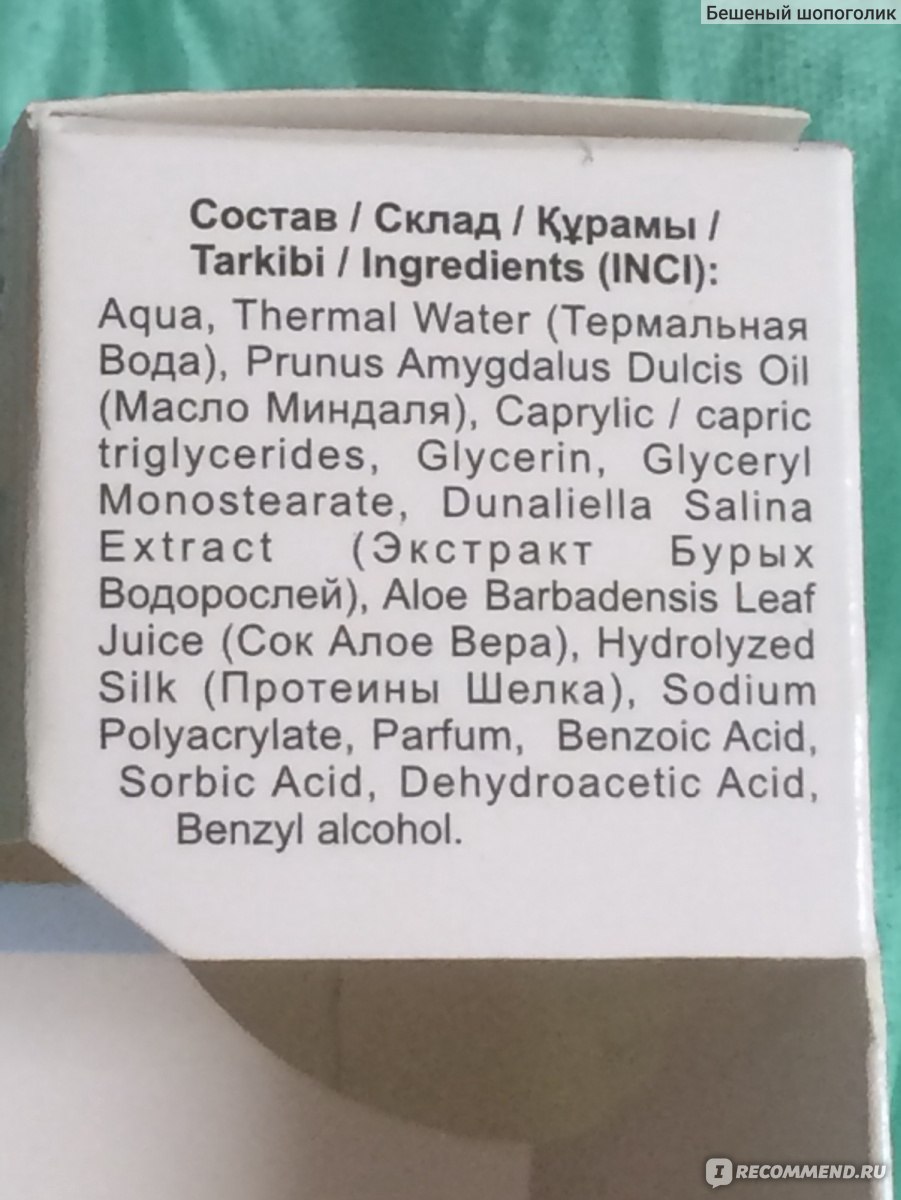 Бешеный шопоголик
Состав / Склад / Құрамы /
Tarkibi / Ingredients (INCI):
Aqua, Thermal Water (Термальная
Вода), Prunus Amygdalus Dulcis Oil
(Масло Миндаля), Caprylic / capric
triglycerides, Glycerin, Glyceryl
Monostearate, Dunaliella Salina
Extract (Экстракт Бурых
Водорослей), Aloe Barbadensis Leaf
Juice (Сок Алое Вера), Hydrolyzed
Silk (Протеины Шелка), Sodium
Polyacrylate, Parfum, Benzoic Acid,
Sorbic Acid, Dehydroacetic Acid,
Benzyl alcohol.
IRECOMMEND.RU